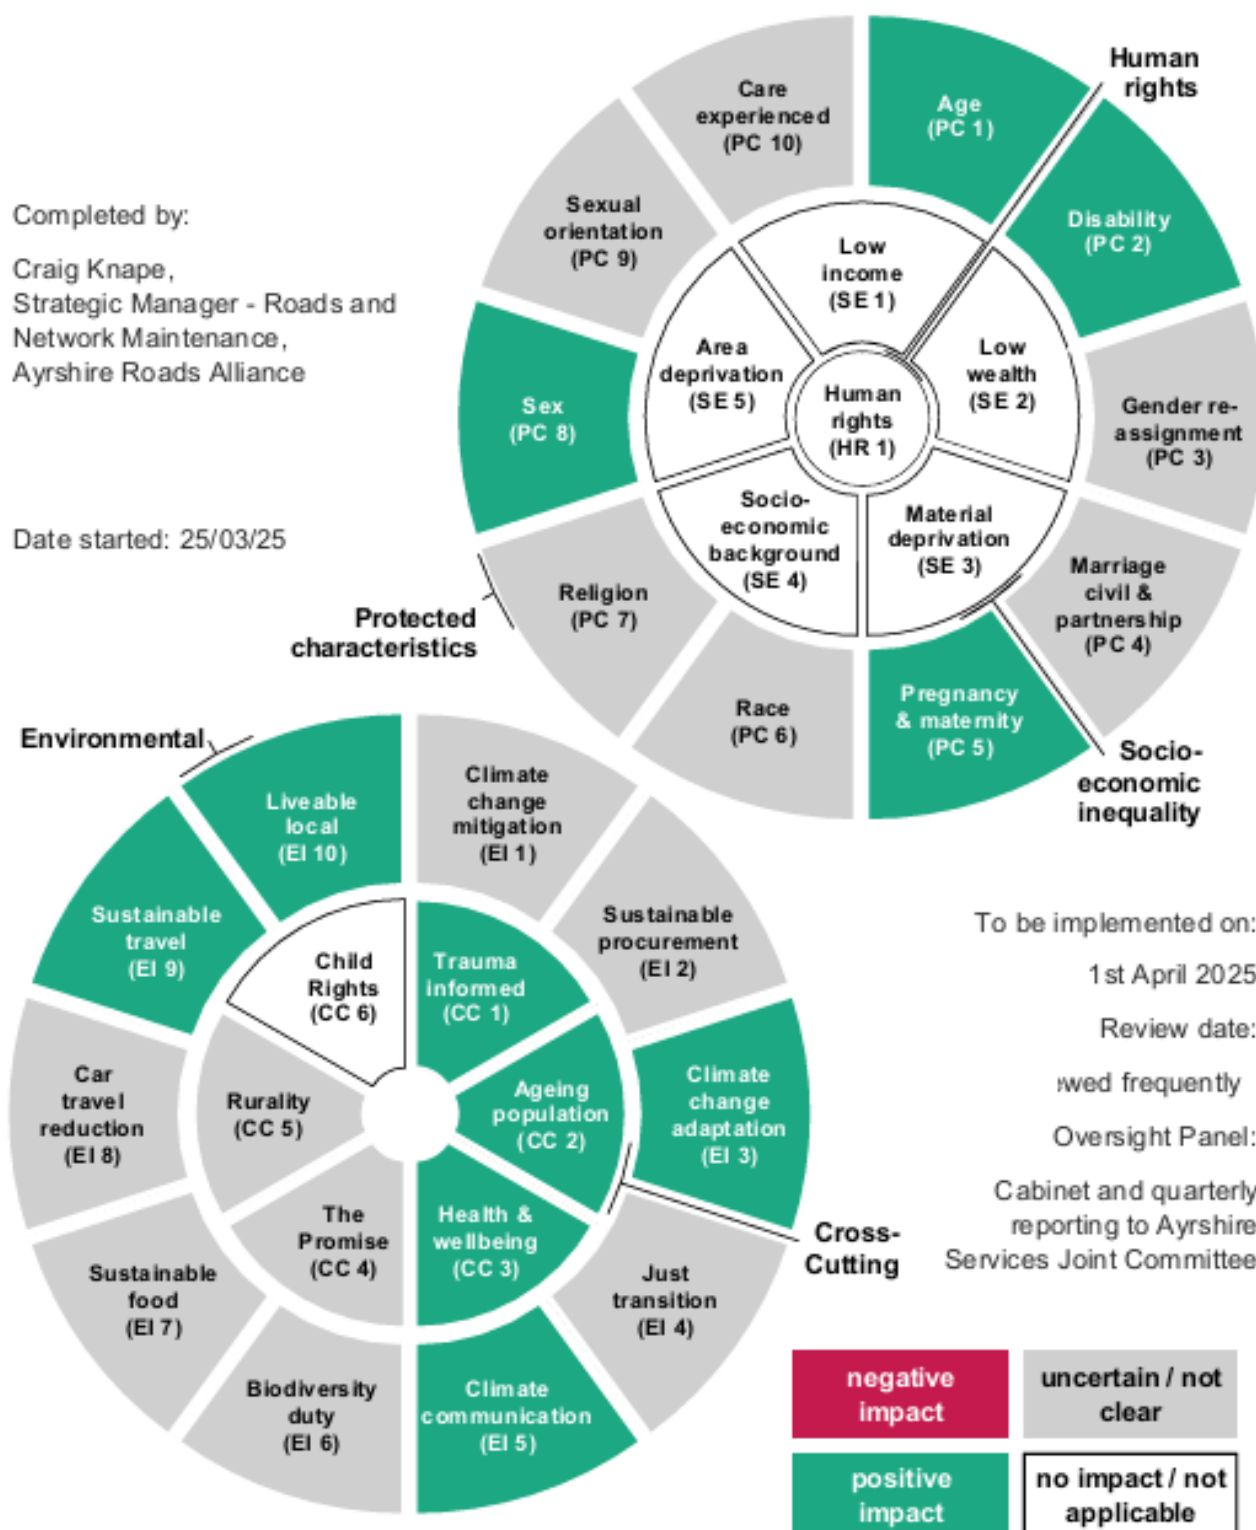 Human
rights
Care
experienced
(PC 10)
Age
(PC 1)
Sexual
orientation
(PC 9)
Disability
(PC 2)
Low
income
(SE 1)
Completed by:
Craig Knape,
Strategic Manager - Roads and
Network Maintenance,
Ayrshire Roads Alliance
Area
deprivation
(SE 5)
Low
wealth
(SE 2)
Human
rights
(HR 1)
Sex
(PC 8)
Gender re-
assignment
(PC 3)
Socio-
economic
background
(SE 4)
Material
deprivation
(SE 3)
Date started: 25/03/25
Marriage
civil &
partnership
(PC 4)
Religion
(PC 7)
Protected
characteristics
Race
(PC 6)
Pregnancy
& maternity
(PC 5)
Socio-
economic
inequality
Environmental
Liveable
local
(EI 10)
Climate
change
mitigation
(EI 1)
Sustainable
travel
(EI 9)
Sustainable
procurement
(EI 2)
Child
Rights
(CC 6)
Trauma
informed
(CC 1)
To be implemented on:
1st April 2025
Review date:
wed frequently
Oversight Panel:
Cabinet and quarterly
reporting to Ayrshire
Services Joint Committee
Car
travel
reduction
(EI 8)
Rurality
(CC 5)
Ageing
population
(CC 2)
Climate
change
adaptation
(EI 3)
The
Promise
(CC 4)
Health &
wellbeing
(CC 3)
Cross-
Cutting
Sustainable
food
(EI 7)
Just
transition
(EI 4)
Biodiversity
duty
(EI 6)
Climate
communication
(EI 5)
negative
impact
uncertain / not
clear
positive
impact
no impact / not
applicable